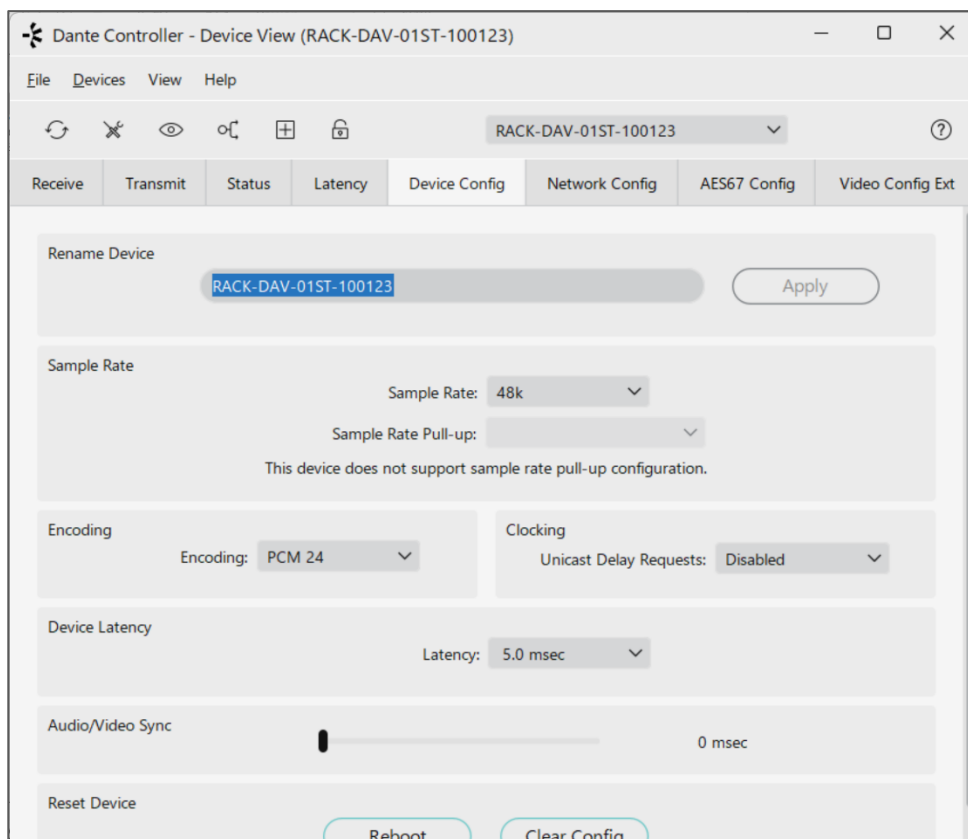 Dante Controller - Device View (RACK-DAV-01ST-100123)
File Devices View Help
RACK-DAV-01ST-100123
Receive Transmit Status Latency Device Config Network Config AES67 Config Video Config Ext
Rename Device
RACK-DAV-01ST-100123 Apply
Sample Rate
Sample Rate: 48k
Sample Rate Pull-up:
This device does not support sample rate pull-up configuration.
Encoding Clocking
Encoding: PCM 24 Unicast Delay Requests: Disabled
Device Latency
Latency: 5.0 msec
Audio/Video Sync
0 msec
Reset Device
Reboot Clear Config